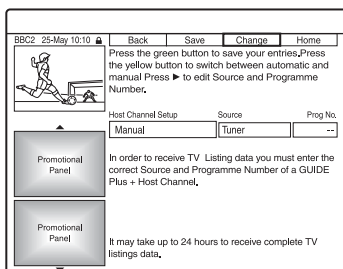 BBC2 25-May 10:10
Back Save Change Home
Press the green button to save your entries.Press
the yellow button to switch between automatic and
manual Press ► to edit Source and Programme
Number.
Host Channel Setup Source Prog No.
Manual Tuner --
Promotional
Panel
In order to receive TV Listing data you must enter the
correct Source and Programme Number of a GUIDE
Plus + Host Channel.
Promotional
Panel
It may take up to 24 hours to receive complete TV
listings data.